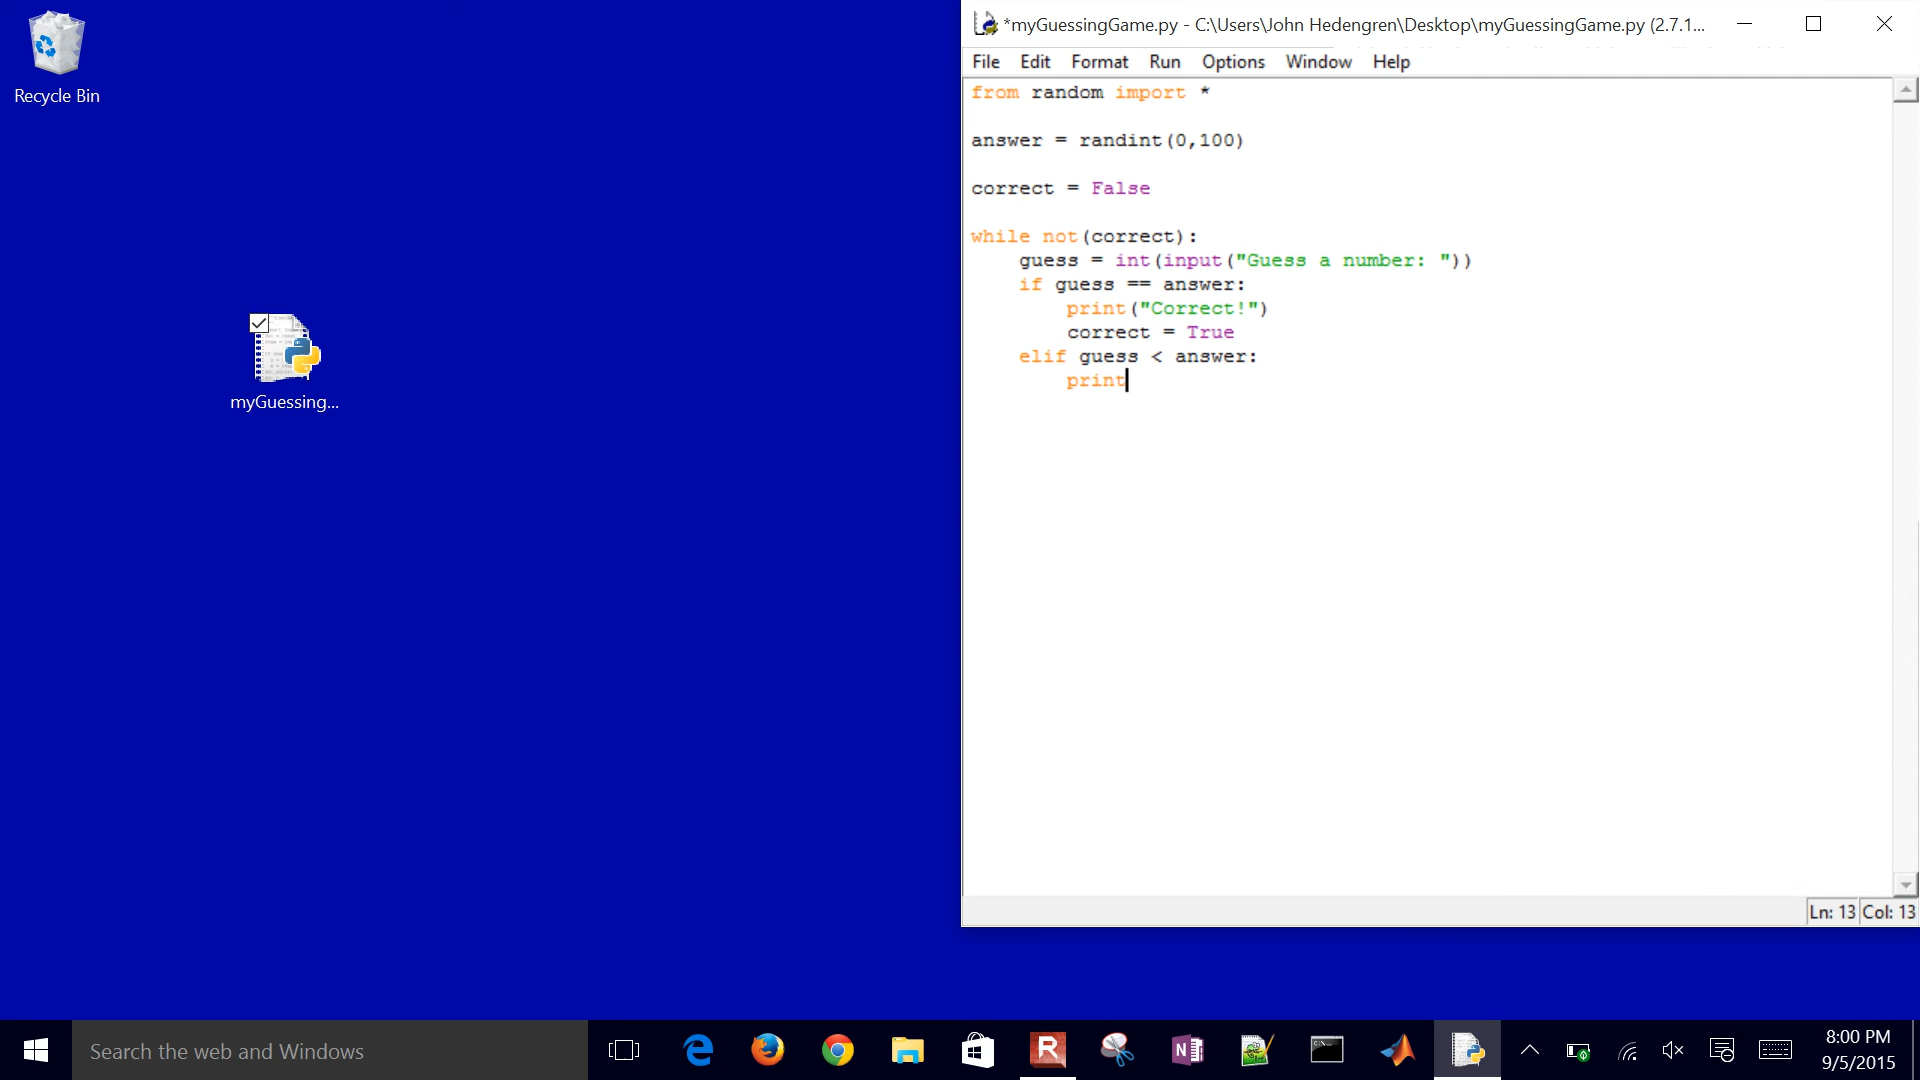 Recycle Bin
myGuessing...
*myGuessingGame.py - C:\Users\John Hedengren\Desktop\myGuessingGame.py (2.7.1...
File Edit Format Run Options Window Help
from random import *
answer = randint(0,100)
correct = False
while not(correct):
    guess = int(input("Guess a number: "))
    if guess == answer:
        print("Correct!")
        correct = True
    elif guess < answer:
        print
Ln: 13 Col: 13
Search the web and Windows
8:00 PM
9/5/2015